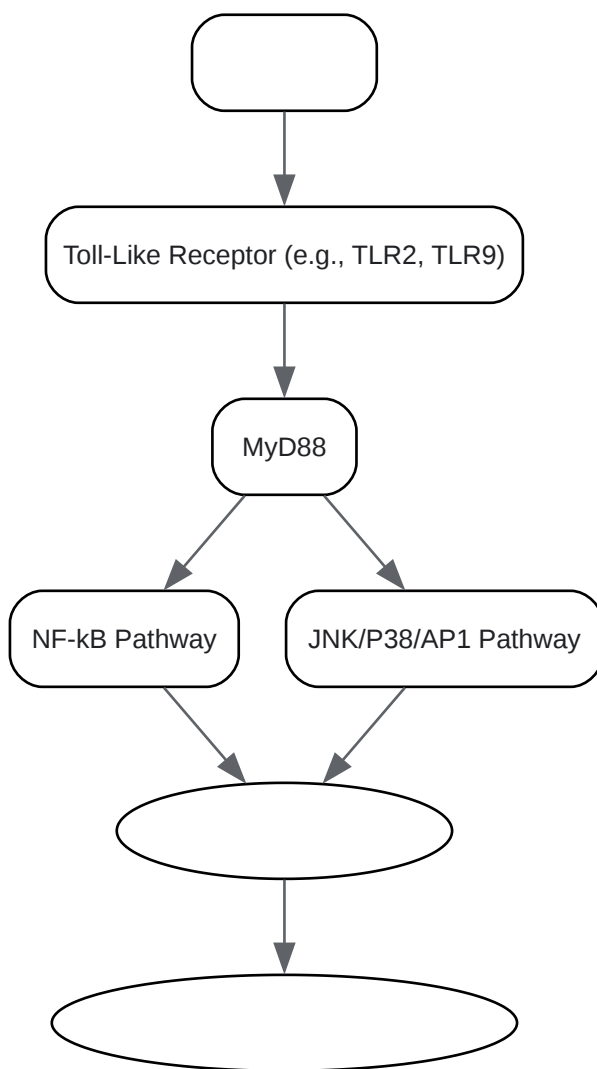 Toll-Like Receptor (e.g., TLR2, TLR9)
MyD88
NF-kB Pathway
JNK/P38/AP1 Pathway